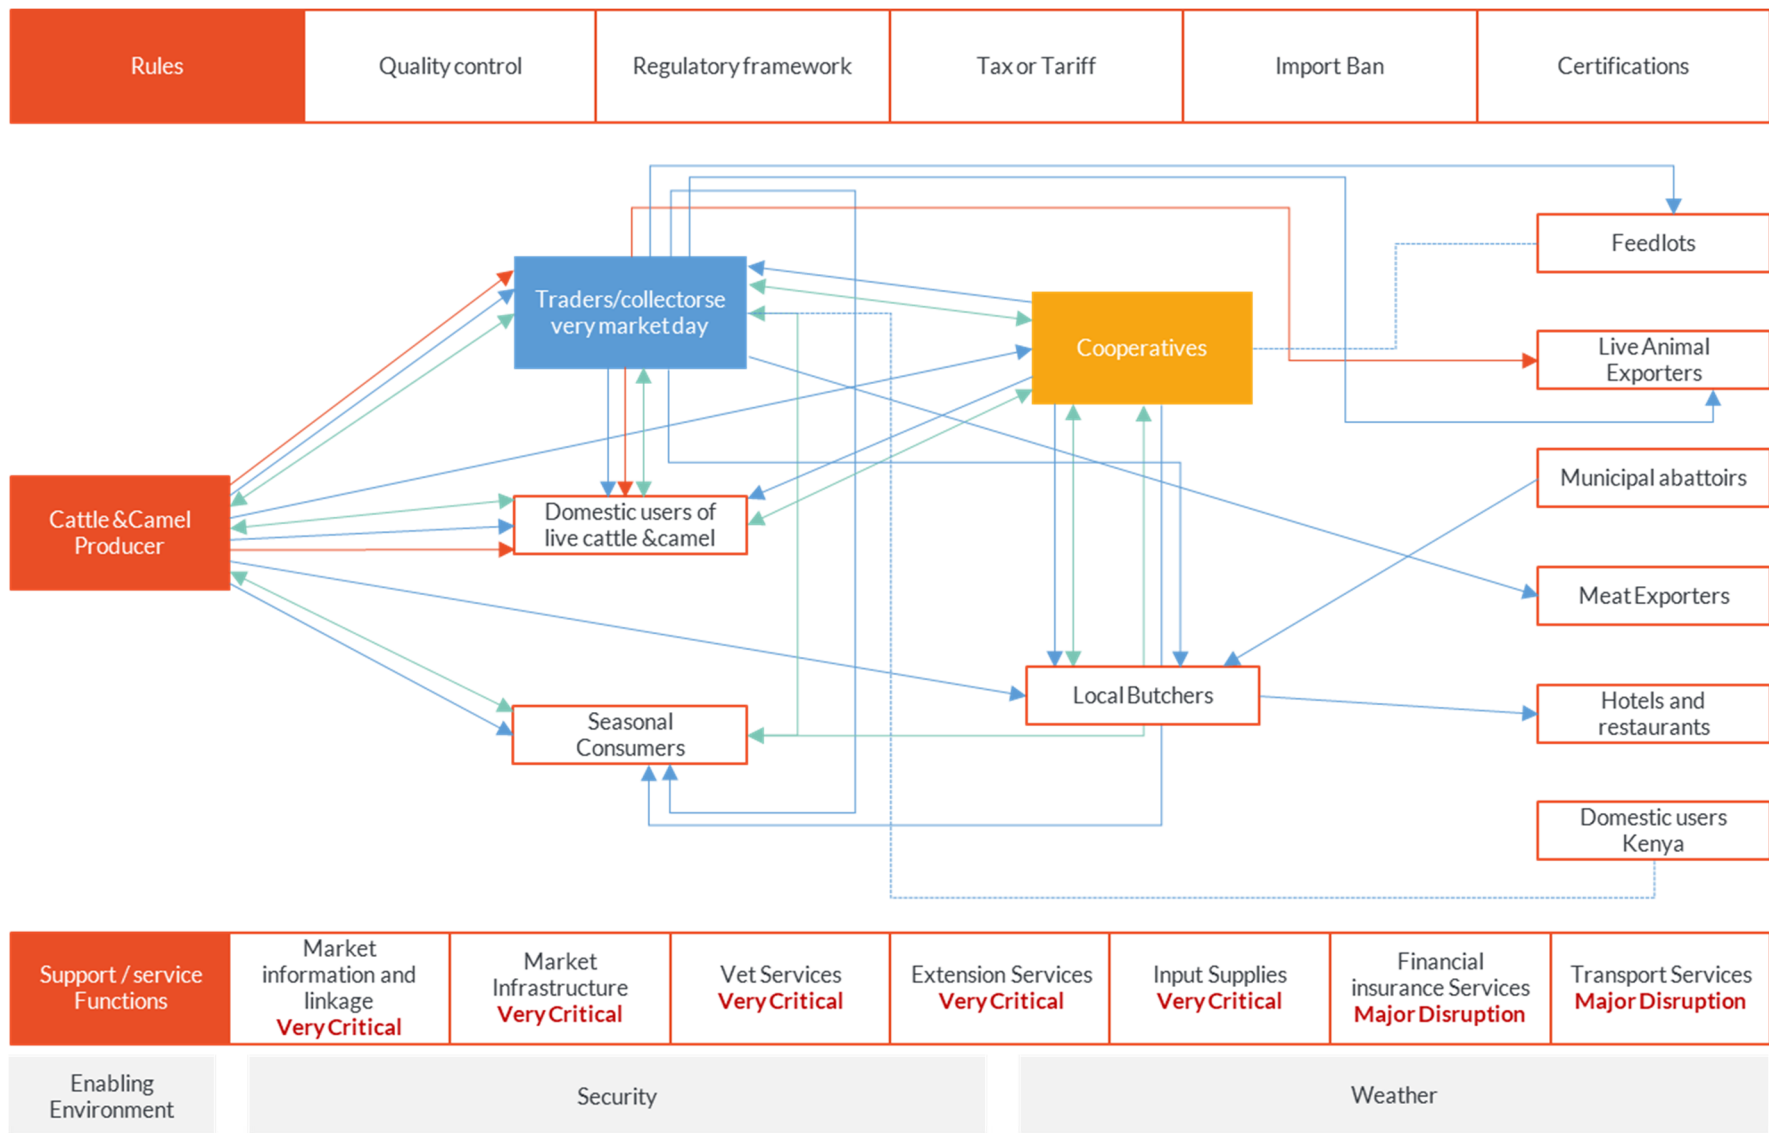 Rules
Quality control
Regulatory framework
Tax or Tariff
Import Ban
Certifications
Feedlots
Traders/collectorse
very market day
Cooperatives
Live Animal
Exporters
Municipal abattoirs
Cattle &Camel
Producer
Domestic users of
live cattle &camel
Meat Exporters
Local Butchers
Hotels and
restaurants
Seasonal
Consumers
Domestic users
Kenya
Support / service
Functions
Market
information and
linkage
Very Critical
Market
Infrastructure
Very Critical
Vet Services
Very Critical
Extension Services
Very Critical
Input Supplies
Very Critical
Financial
insurance Services
Major Disruption
Transport Services
Major Disruption
Enabling
Environment
Security
Weather